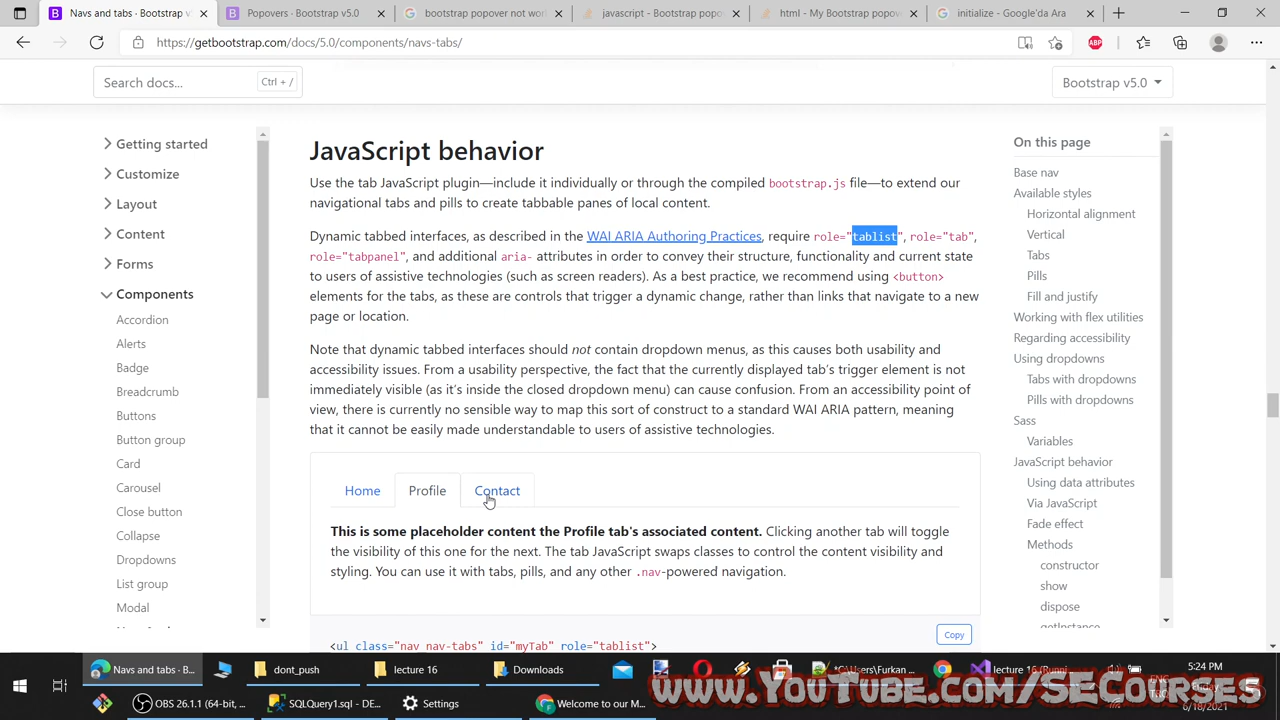 Navs and tabs · Bootstrap v
Popovers · Bootstrap v5.0
bootstrap popover not wor
javascript - Bootstrap popov
html - My Bootstrap popove
initialize - Google'da Ara
https://getbootstrap.com/docs/5.0/components/navs-tabs/
ABP
Search docs...
Ctrl + /
Bootstrap v5.0
Getting started
Customize
Layout
Content
Forms
Components
Accordion
Alerts
Badge
Breadcrumb
Buttons
Button group
Card
Carousel
Close button
Collapse
Dropdowns
List group
Modal
JavaScript behavior
Use the tab JavaScript plugin—include it individually or through the compiled bootstrap.js file—to extend our
navigational tabs and pills to create tabbable panes of local content.
Dynamic tabbed interfaces, as described in the WAI ARIA Authoring Practices, require role="tablist", role="tab",
role="tabpanel", and additional aria- attributes in order to convey their structure, functionality and current state
to users of assistive technologies (such as screen readers). As a best practice, we recommend using <button>
elements for the tabs, as these are controls that trigger a dynamic change, rather than links that navigate to a new
page or location.
Note that dynamic tabbed interfaces should not contain dropdown menus, as this causes both usability and
accessibility issues. From a usability perspective, the fact that the currently displayed tab's trigger element is not
immediately visible (as it's inside the closed dropdown menu) can cause confusion. From an accessibility point of
view, there is currently no sensible way to map this sort of construct to a standard WAI ARIA pattern, meaning
that it cannot be easily made understandable to users of assistive technologies.
Home
Profile
Contact
This is some placeholder content the Profile tab's associated content. Clicking another tab will toggle
the visibility of this one for the next. The tab JavaScript swaps classes to control the content visibility and
styling. You can use it with tabs, pills, and any other .nav-powered navigation.
Copy
<ul class="nav nav-tabs" id="myTab" role="tablist">
On this page
Base nav
Available styles
Horizontal alignment
Vertical
Tabs
Pills
Fill and justify
Working with flex utilities
Regarding accessibility
Using dropdowns
Tabs with dropdowns
Pills with dropdowns
Sass
Variables
JavaScript behavior
Using data attributes
Via JavaScript
Fade effect
Methods
constructor
show
dispose
getInstance
Navs and tabs · B...
dont_push
lecture 16
Downloads
*C:\Users\Furkan
lecture 16 (Runni
5:24 PM
Friday
6/18/2021
OBS 26.1.1 (64-bit, ...
SQLQuery1.sql - DE...
Settings
Welcome to our M...
www.YouTube.com/SECourses